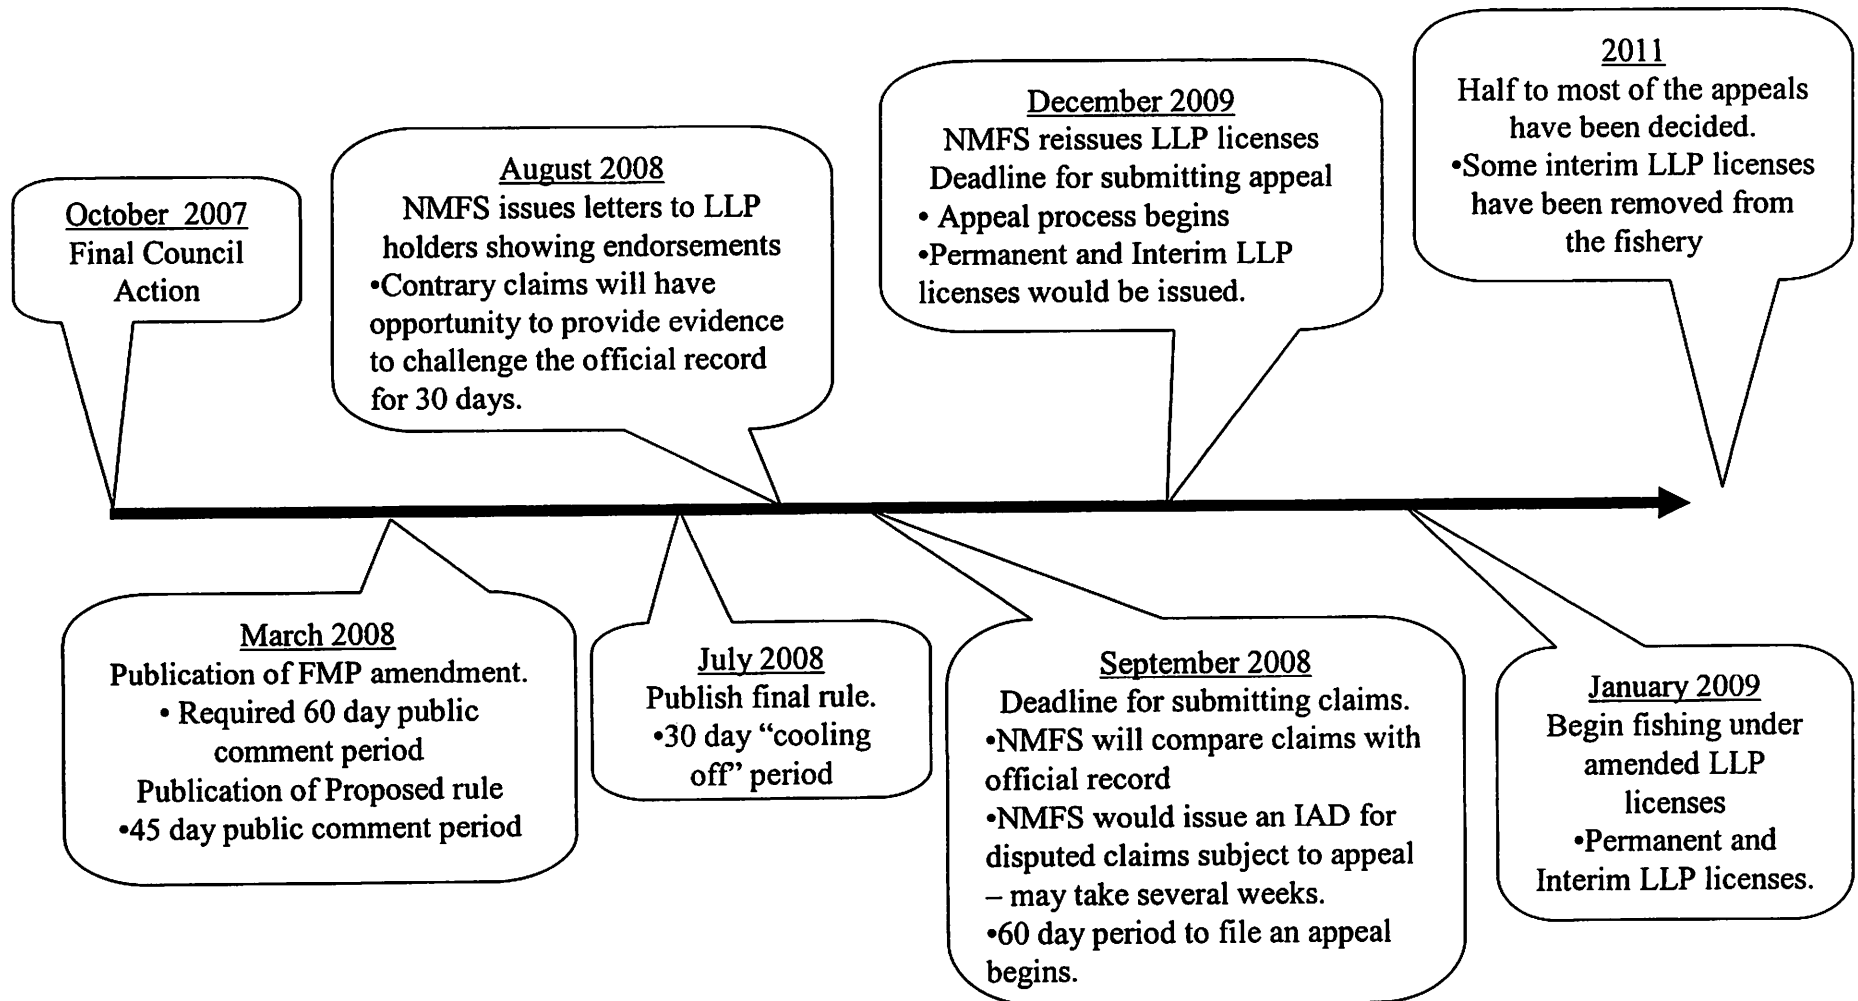 October 2007
Final Council
Action
August 2008
NMFS issues letters to LLP
holders showing endorsements
•Contrary claims will have
opportunity to provide evidence
to challenge the official record
for 30 days.
December 2009
NMFS reissues LLP licenses
Deadline for submitting appeal
• Appeal process begins
•Permanent and Interim LLP
licenses would be issued.
2011
Half to most of the appeals
have been decided.
•Some interim LLP licenses
have been removed from
the fishery
March 2008
Publication of FMP amendment.
• Required 60 day public
comment period
Publication of Proposed rule
•45 day public comment period
July 2008
Publish final rule.
•30 day “cooling
off” period
September 2008
Deadline for submitting claims.
•NMFS will compare claims with
official record
•NMFS would issue an IAD for
disputed claims subject to appeal
– may take several weeks.
•60 day period to file an appeal
begins.
January 2009
Begin fishing under
amended LLP
licenses
•Permanent and
Interim LLP licenses.